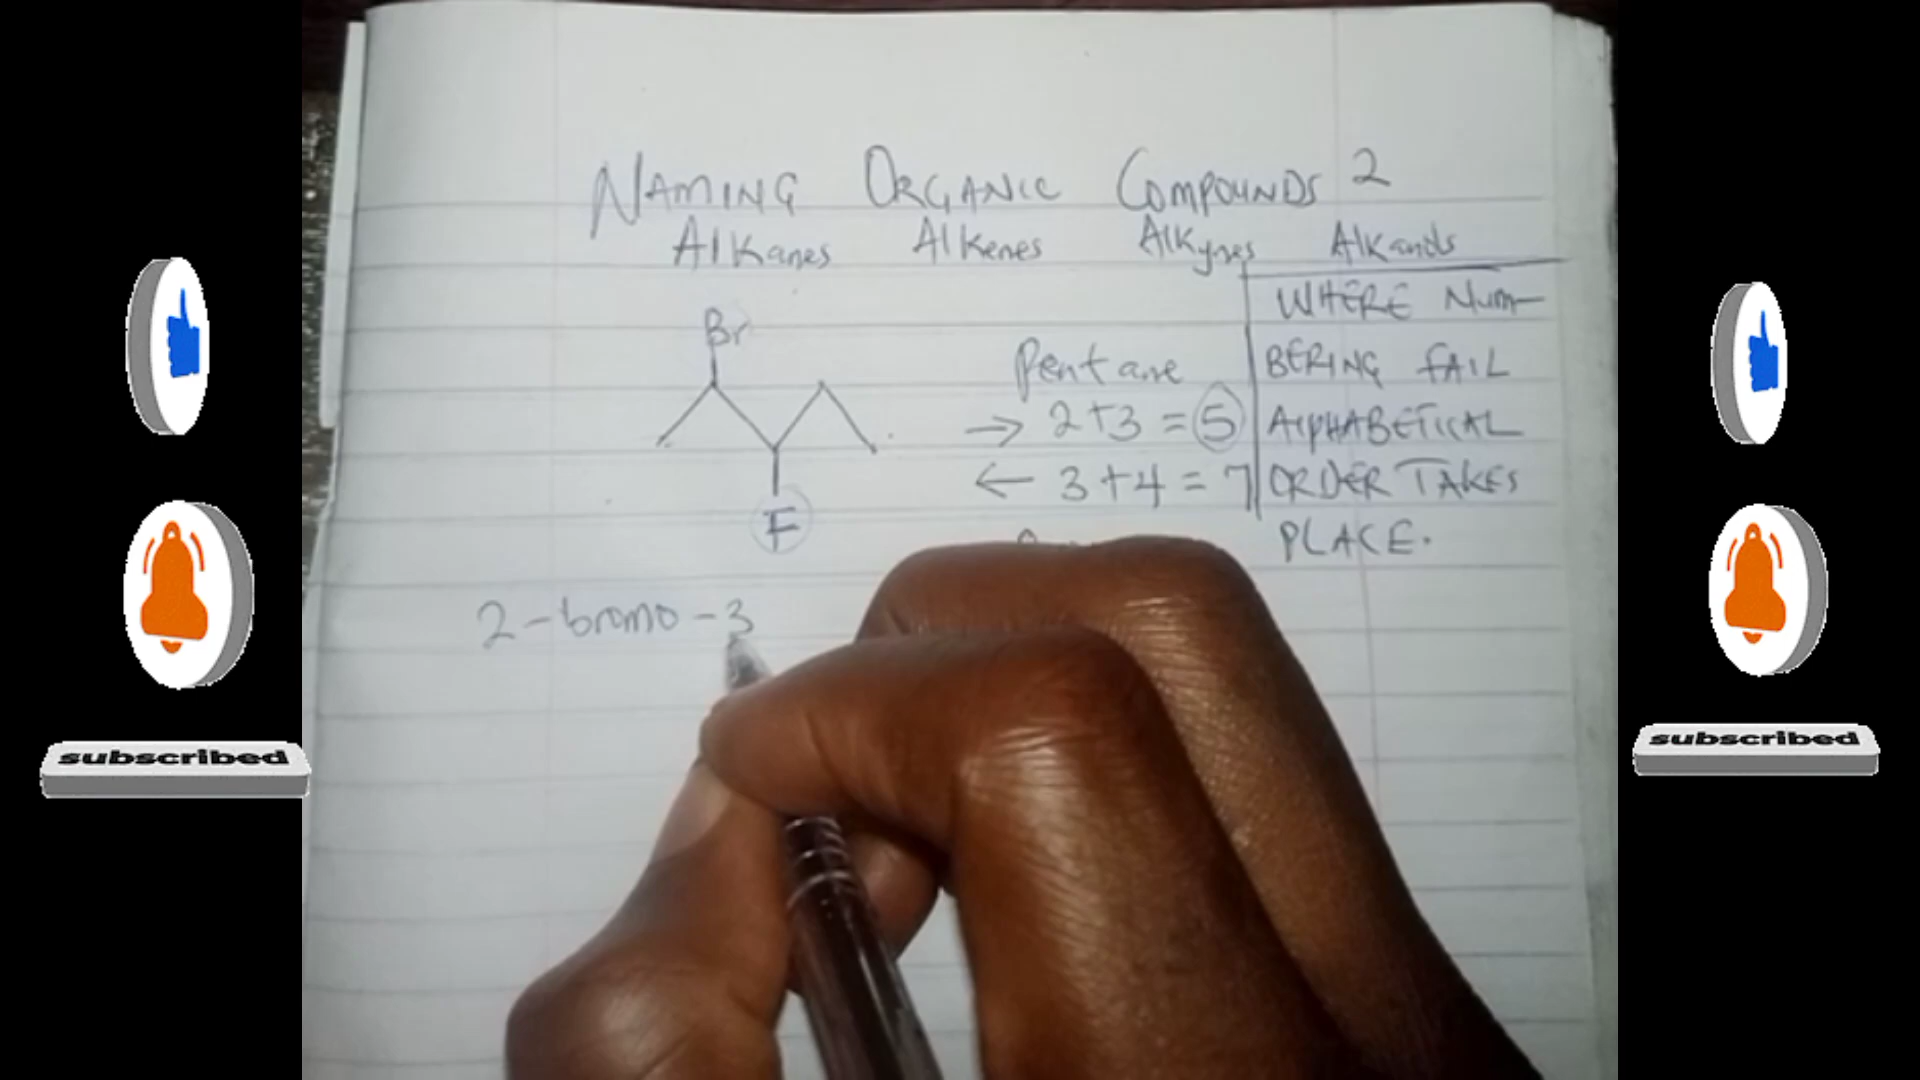 NAMING ORGANIC COMPOUNDS 2
Alkanes Alkenes Alkynes Alkanols
WHERE NUM-
BERING FAIL
ALPHABETICAL
ORDER TAKES
PLACE.
Br
F
Pentane
→ 2+3 = 5
← 3+4 = 7
2-bromo-3
subscribed
subscribed